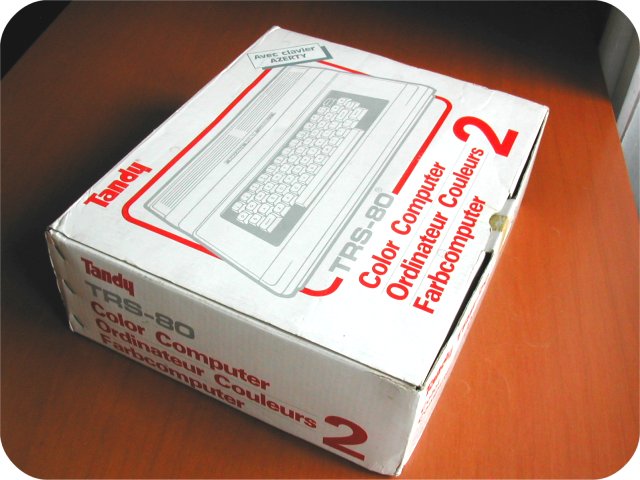 Avec clavier
AZERTY
Tandy
TRS-80®
Color Computer
Ordinateur Couleurs 2
Farbcomputer
Tandy
TRS-80
Color Computer
Ordinateur Couleurs 2
Farbcomputer